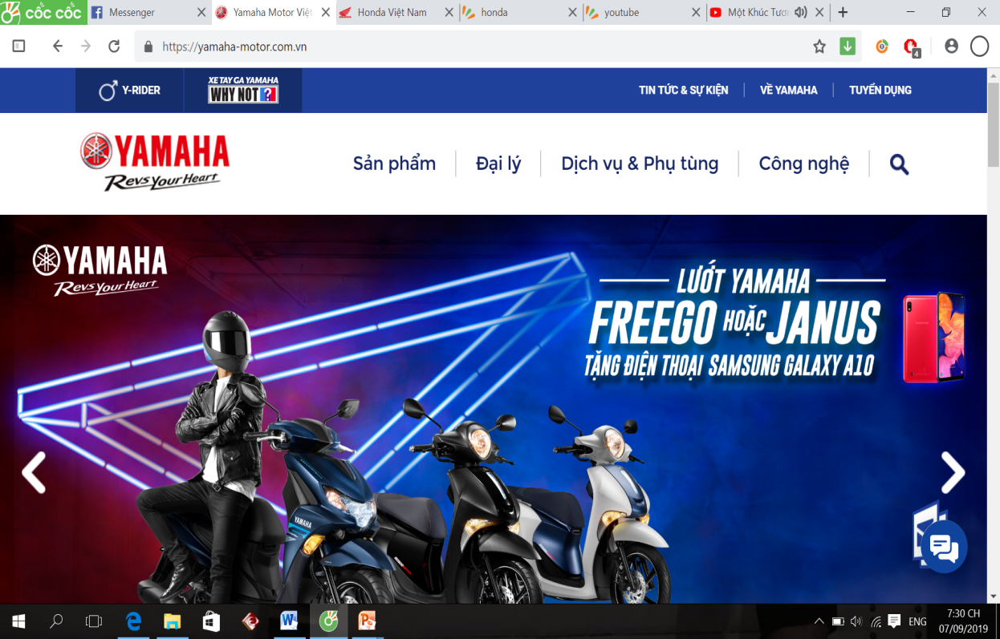 cốc cốc
Messenger
Yamaha Motor Việt
Honda Việt Nam
honda
youtube
Một Khúc Tươn
https://yamaha-motor.com.vn
4
Y-RIDER
XE TAY GA YAMAHA
WHY NOT ?
TIN TỨC & SỰ KIỆN
VỀ YAMAHA
TUYỂN DỤNG
YAMAHA
Revs Your Heart
Sản phẩm
Đại lý
Dịch vụ & Phụ tùng
Công nghệ
YAMAHA
Revs Your Heart
LƯỚT YAMAHA
FREEGO HOẶC JANUS
TẶNG ĐIỆN THOẠI SAMSUNG GALAXY A10
YAMAHA
ENG
7:30 CH
07/09/2019